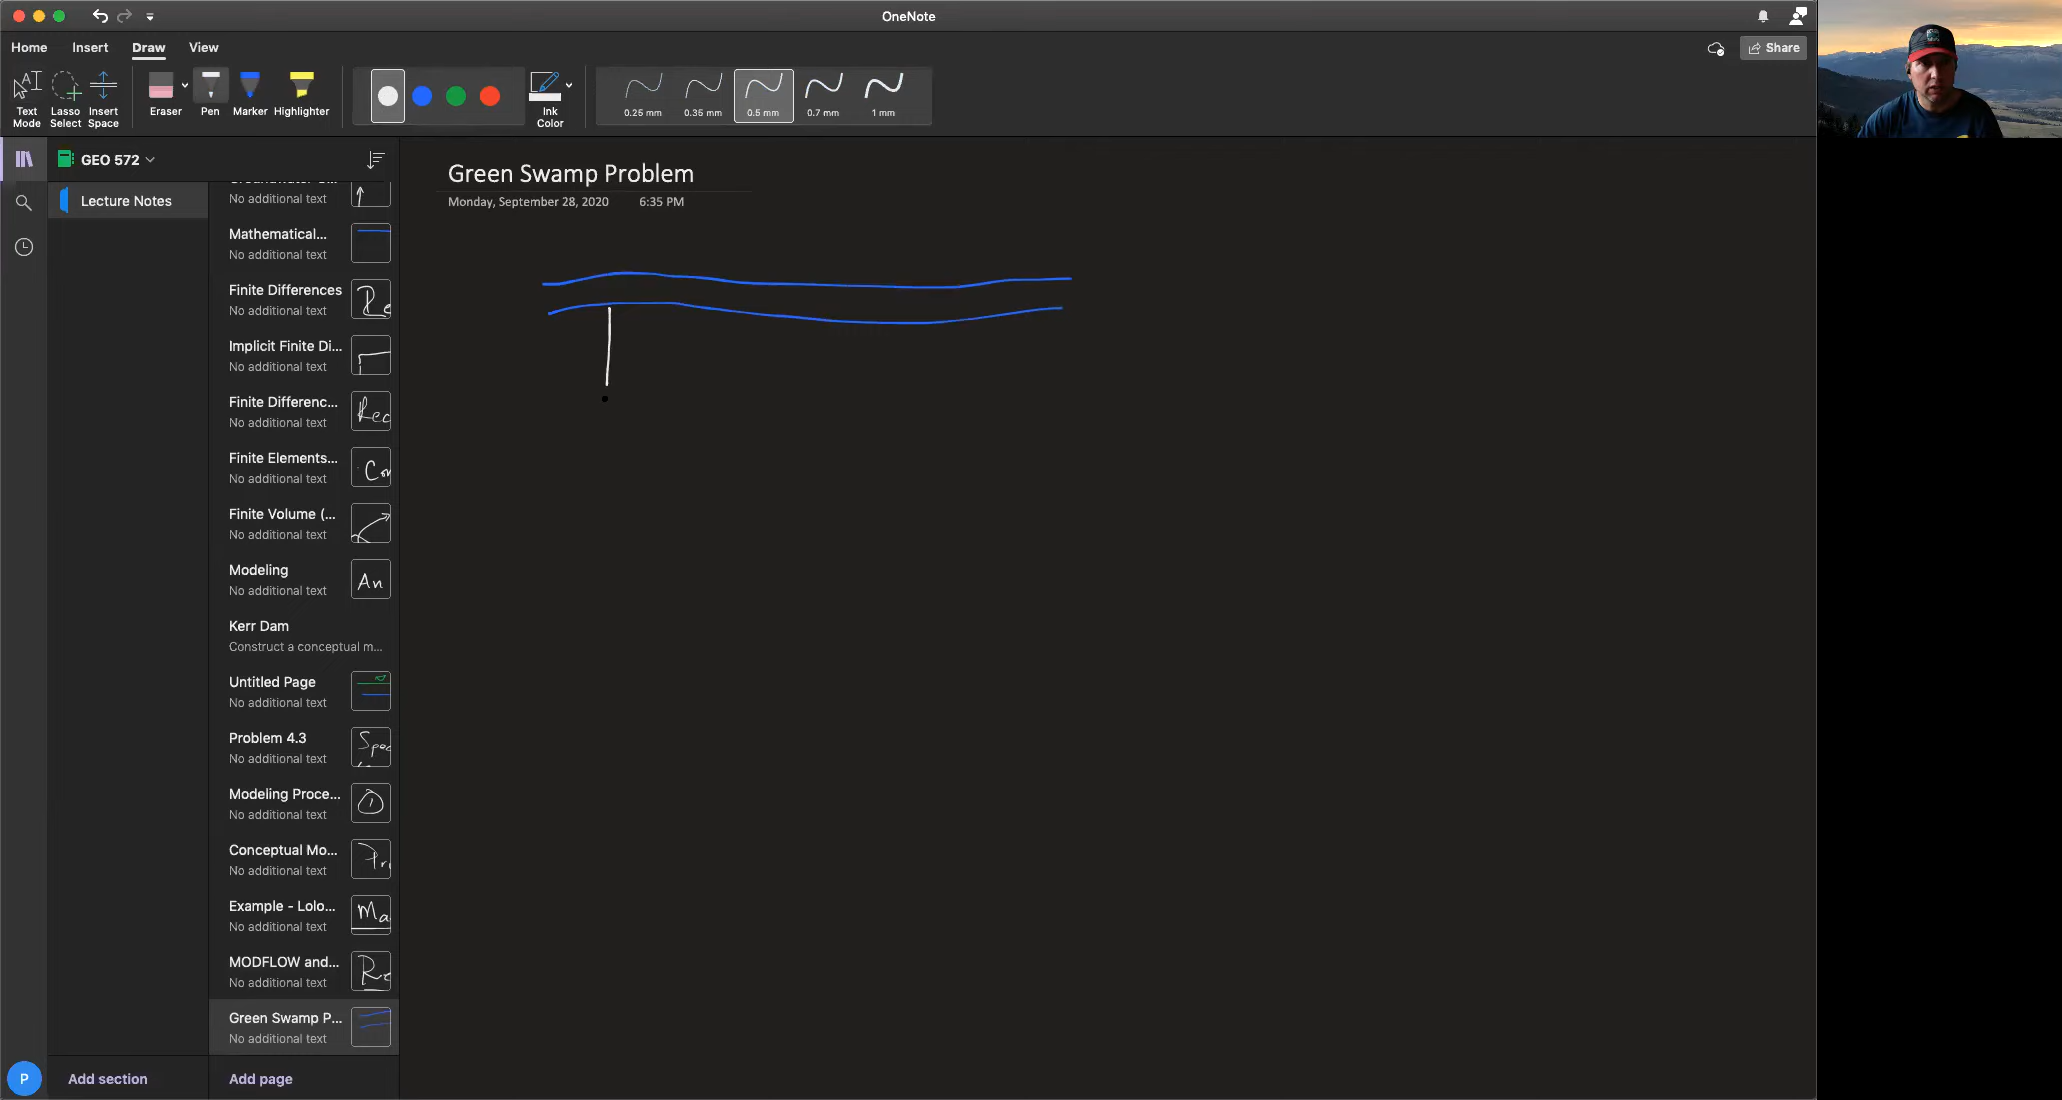 OneNote
Home Insert Draw View
Share
Text Mode
Lasso Select
Insert Space
Eraser
Pen
Marker
Highlighter
Ink Color
0.25 mm
0.35 mm
0.5 mm
0.7 mm
1 mm
GEO 572
Lecture Notes
No additional text
Mathematical...
No additional text
Finite Differences
No additional text
Implicit Finite Di...
No additional text
Finite Differenc...
No additional text
Finite Elements...
No additional text
Finite Volume (...
No additional text
Modeling
No additional text
An
Kerr Dam
Construct a conceptual m...
Untitled Page
No additional text
Problem 4.3
No additional text
Modeling Proce...
No additional text
Conceptual Mo...
No additional text
Example - Lolo...
No additional text
Ma
MODFLOW and...
No additional text
Green Swamp P...
No additional text
P
Add section
Add page
Green Swamp Problem
Monday, September 28, 2020 6:35 PM